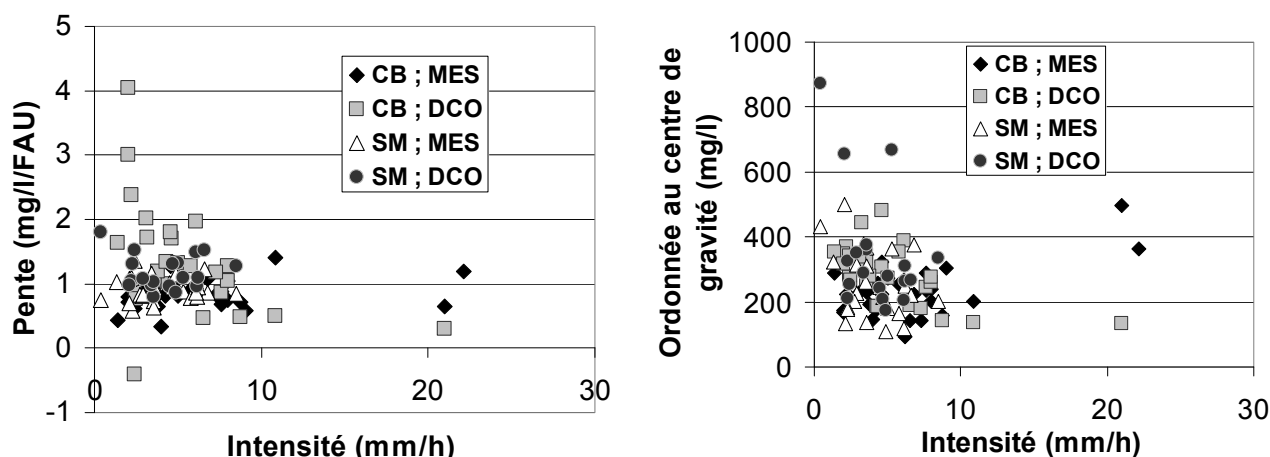 Pente (mg/l/FAU)
5
4
3
2
1
0
-1
0
10
20
30
Intensité (mm/h)
CB ; MES
CB ; DCO
SM ; MES
SM ; DCO
Ordonnée au centre de
gravité (mg/l)
1000
800
600
400
200
0
0
10
20
30
Intensité (mm/h)
CB ; MES
CB ; DCO
SM ; MES
SM ; DCO